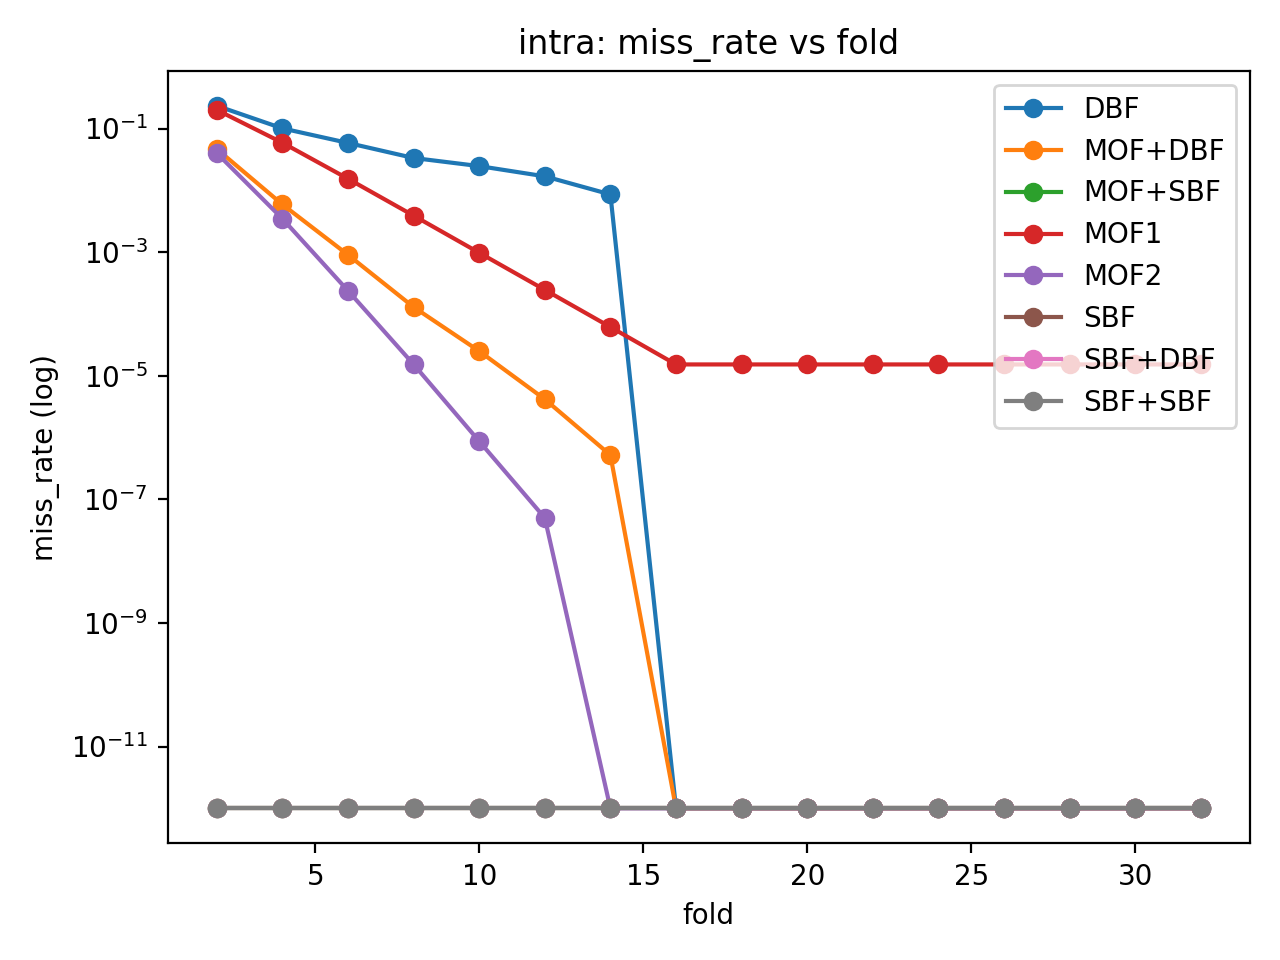 intra: miss_rate vs fold
DBF
MOF+DBF
MOF+SBF
MOF1
MOF2
SBF
SBF+DBF
SBF+SBF
miss_rate (log)
10⁻¹
10⁻³
10⁻⁵
10⁻⁷
10⁻⁹
10⁻¹¹
5 10 15 20 25 30
fold